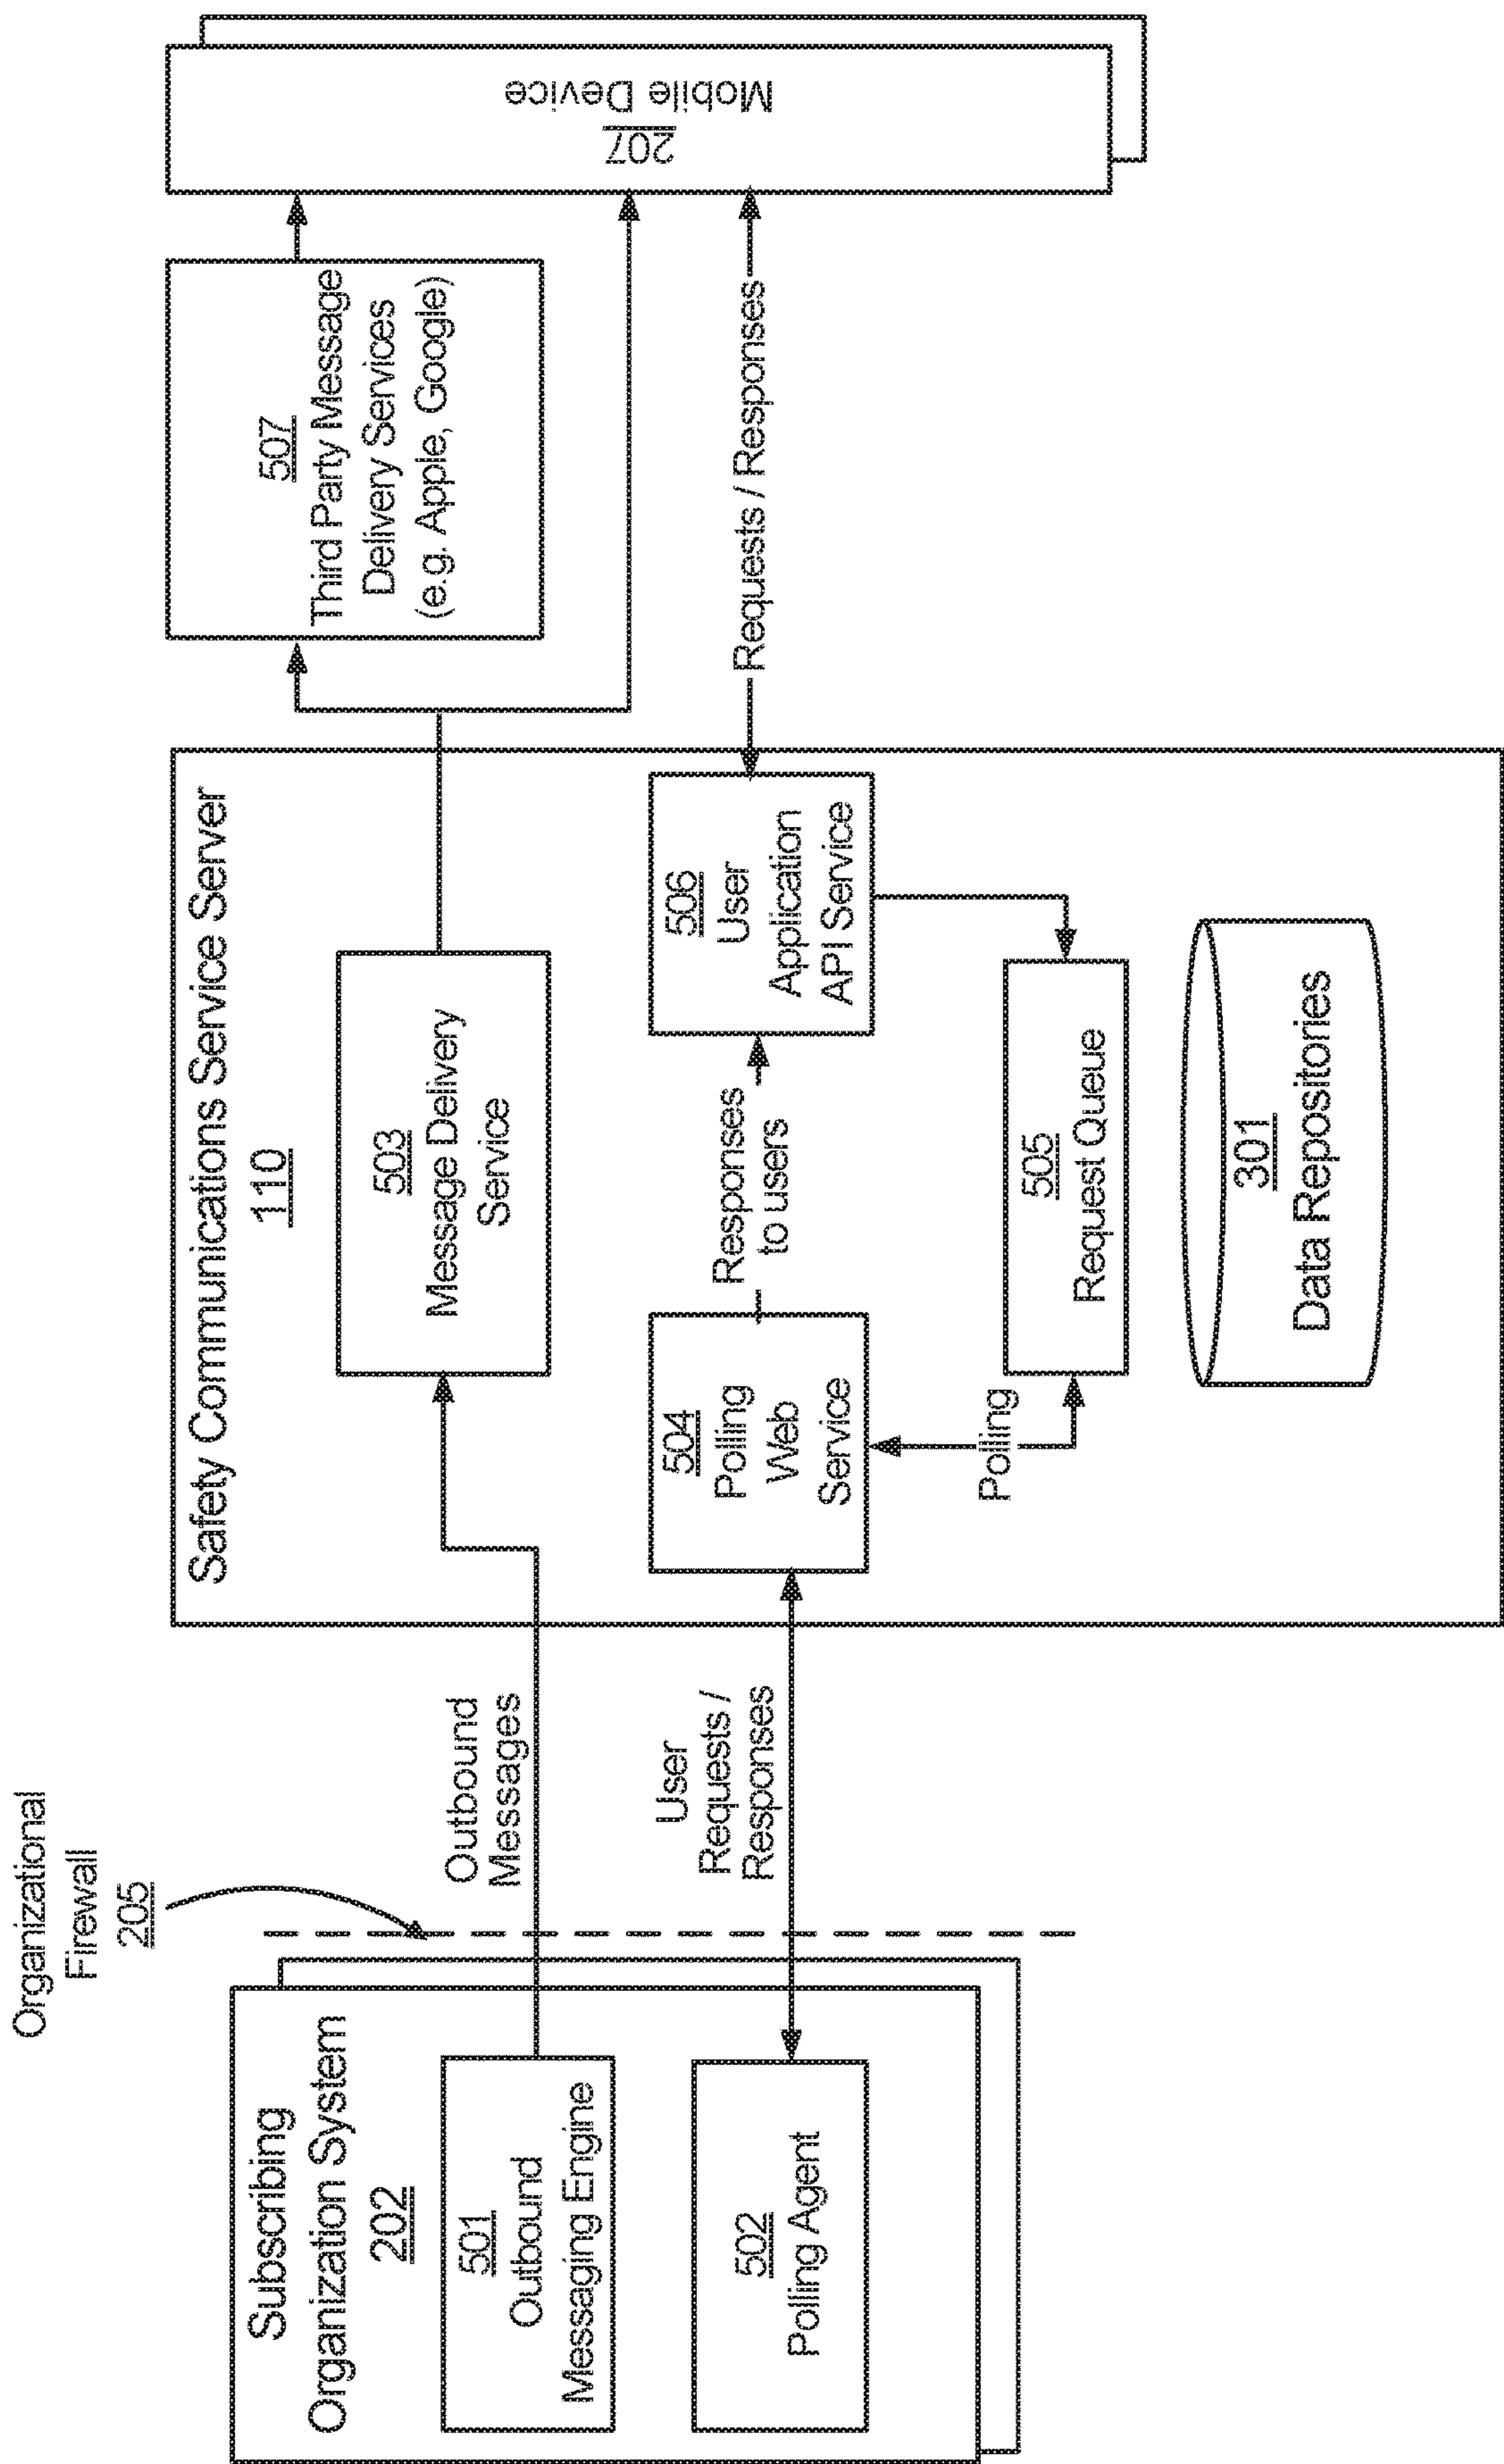 Organizational
Firewall
205
Subscribing
Organization System
202
501
Outbound
Messaging Engine
502
Polling Agent
Outbound
Messages
User
Requests /
Responses
Safety Communications Service Server
110
503
Message Delivery
Service
504
Polling
Web
Service
Responses
to users
506
User
Application
API Service
Polling
505
Request Queue
301
Data Repositories
507
Third Party Message
Delivery Services
(e.g. Apple, Google)
Requests / Responses
207
Mobile Device